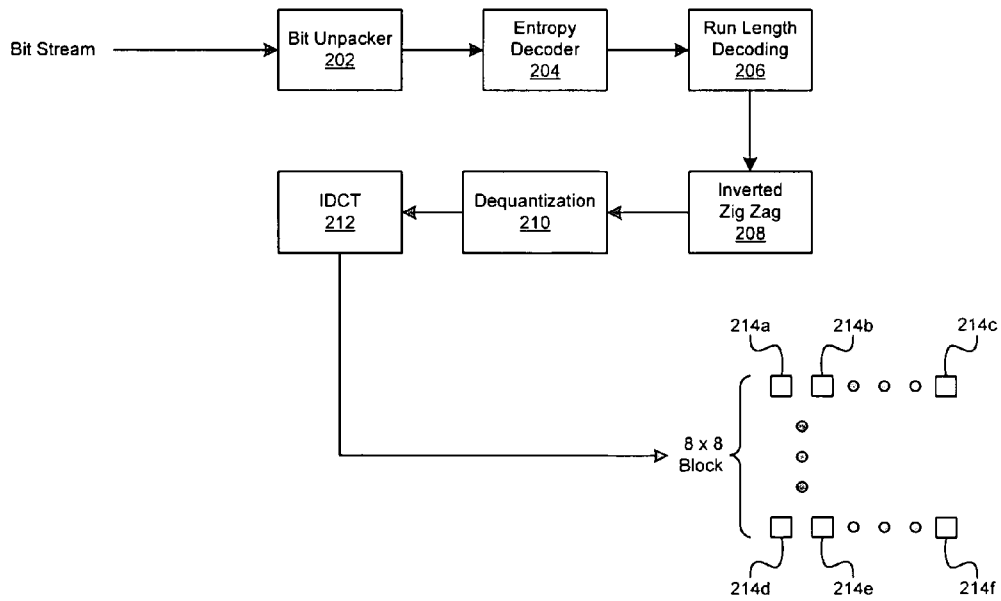 Bit Stream
Bit Unpacker
202
Entropy
Decoder
204
Run Length
Decoding
206
IDCT
212
Dequantization
210
Inverted
Zig Zag
208
214a
214b
214c
8 x 8
Block
214d
214e
214f